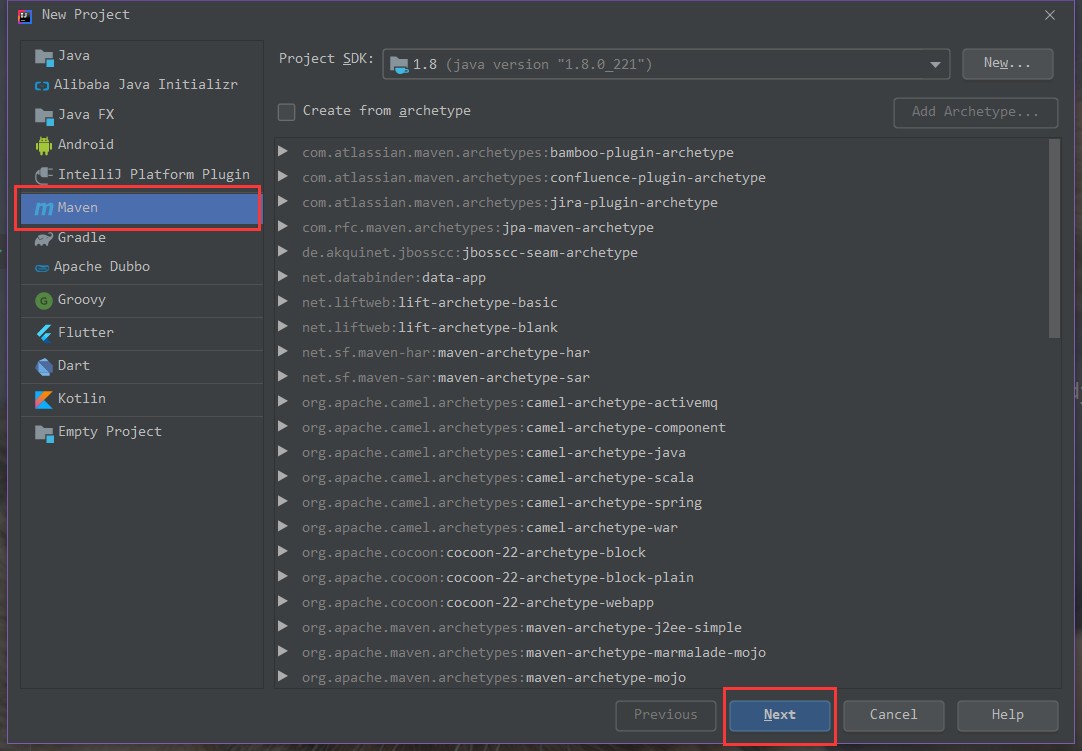 New Project
Java
Alibaba Java Initializr
Java FX
Android
IntelliJ Platform Plugin
Maven
Gradle
Apache Dubbo
Groovy
Flutter
Dart
Kotlin
Empty Project
Project SDK: 1.8 (java version "1.8.0_221") New...
Create from archetype Add Archetype...
com.atlassian.maven.archetypes:bamboo-plugin-archetype
com.atlassian.maven.archetypes:confluence-plugin-archetype
com.atlassian.maven.archetypes:jira-plugin-archetype
com.rfc.maven.archetypes:jpa-maven-archetype
de.akquinet.jbosscc:jbosscc-seam-archetype
net.databinder:data-app
net.liftweb:lift-archetype-basic
net.liftweb:lift-archetype-blank
net.sf.maven-har:maven-archetype-har
net.sf.maven-sar:maven-archetype-sar
org.apache.camel.archetypes:camel-archetype-activemq
org.apache.camel.archetypes:camel-archetype-component
org.apache.camel.archetypes:camel-archetype-java
org.apache.camel.archetypes:camel-archetype-scala
org.apache.camel.archetypes:camel-archetype-spring
org.apache.camel.archetypes:camel-archetype-war
org.apache.cocoon:cocoon-22-archetype-block
org.apache.cocoon:cocoon-22-archetype-block-plain
org.apache.cocoon:cocoon-22-archetype-webapp
org.apache.maven.archetypes:maven-archetype-j2ee-simple
org.apache.maven.archetypes:maven-archetype-marmalade-mojo
org.apache.maven.archetypes:maven-archetype-mojo
Previous Next Cancel Help